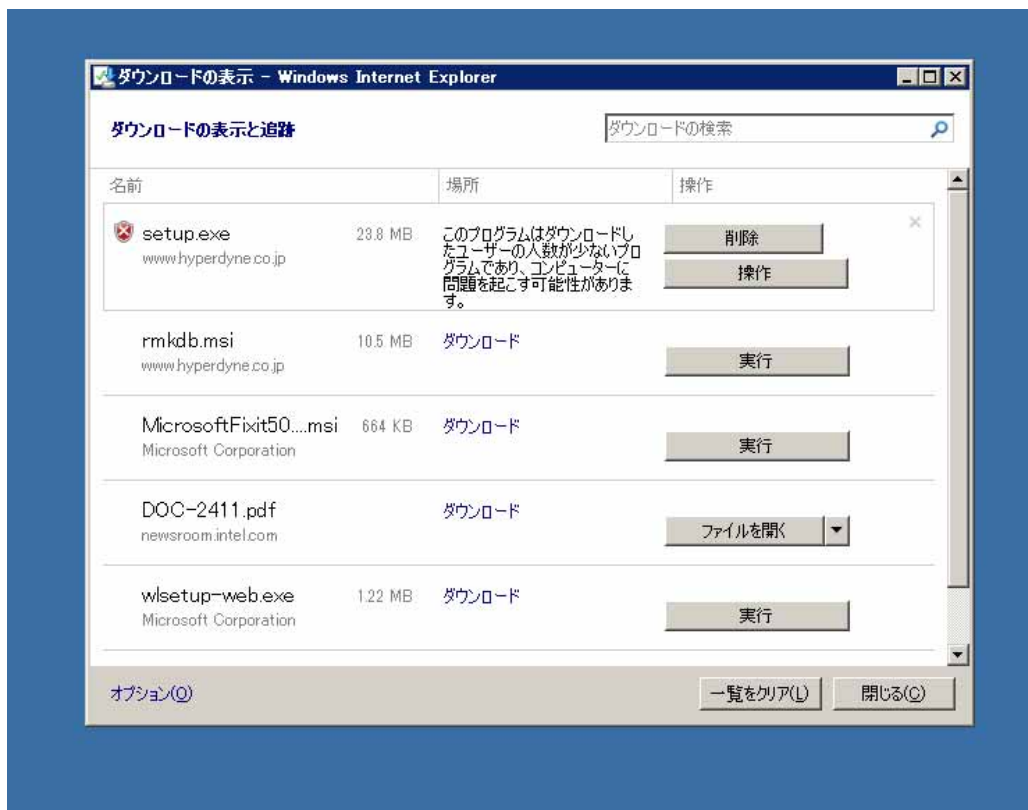 ダウンロードの表示 - Windows Internet Explorer
ダウンロードの表示と追跡
ダウンロードの検索
名前 場所 操作
setup.exe 23.8 MB
www.hyperdyne.co.jp
このプログラムはダウンロードし
たユーザーの人数が少ないプロ
グラムであり、コンピューターに
問題を起こす可能性がありま
す。
削除
操作
rmkdb.msi 10.5 MB ダウンロード
www.hyperdyne.co.jp
実行
MicrosoftFixit50....msi 664 KB ダウンロード
Microsoft Corporation
実行
DOC-2411.pdf ダウンロード
newsroom.intel.com
ファイルを開く
wlsetup-web.exe 1.22 MB ダウンロード
Microsoft Corporation
実行
オプション(O) 一覧をクリア(L) 閉じる(C)